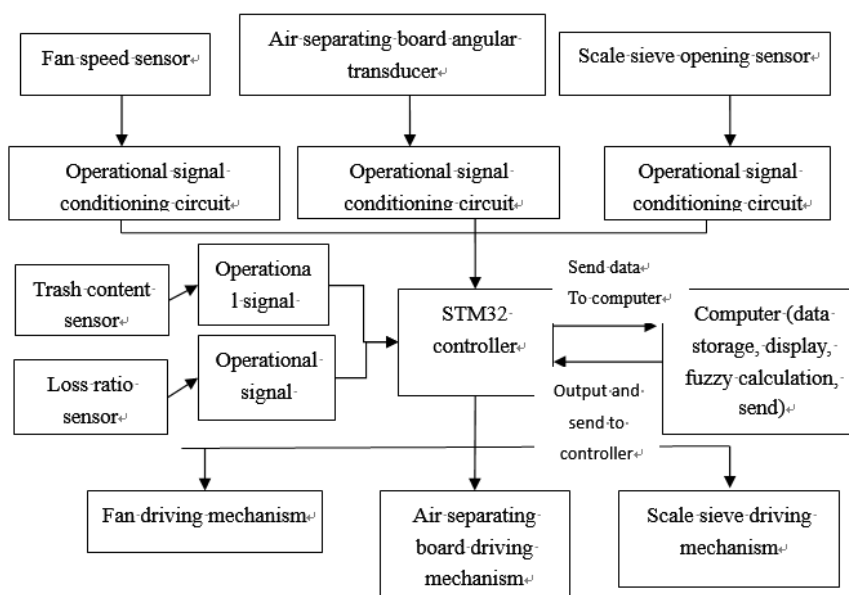 Fan speed sensor
Air separating board angular
transducer
Scale sieve opening sensor
Operational signal
conditioning circuit
Operational signal
conditioning circuit
Operational signal
conditioning circuit
Trash content
sensor
Operationa
l signal
Loss ratio
sensor
Operational
signal
STM32
controller
Send data
To computer
Computer (data
storage, display,
fuzzy calculation,
send)
Output and
send to
controller
Fan driving mechanism
Air separating
board driving
mechanism
Scale sieve driving
mechanism